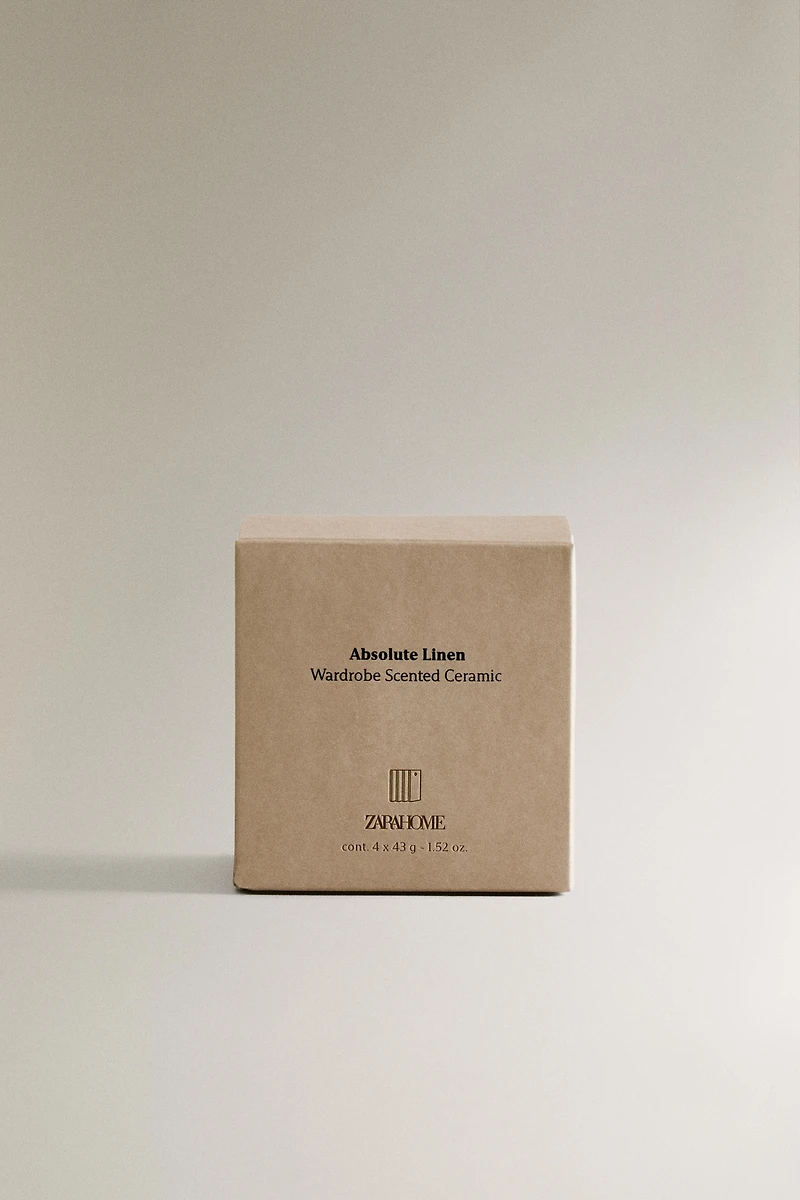 Absolute Linen
Wardrobe Scented Ceramic
ZARAHOME
cont. 4 x 43 g - 1.52 oz.